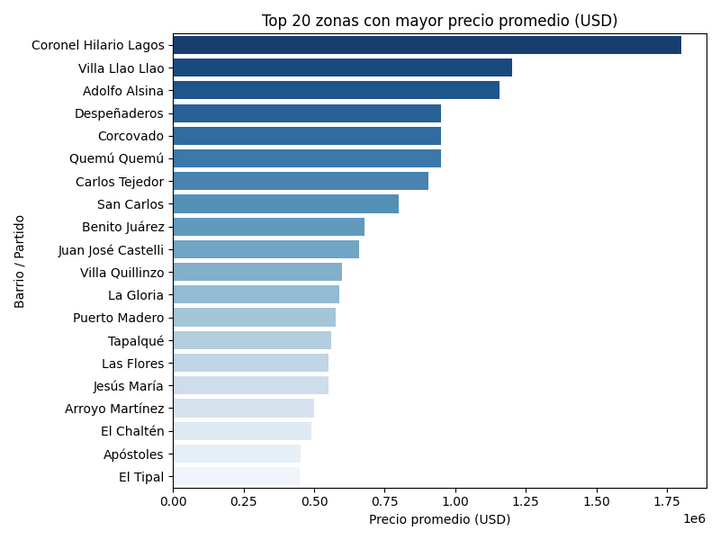 Top 20 zonas con mayor precio promedio (USD)
Coronel Hilario Lagos
Villa Llao Llao
Adolfo Alsina
Despeñaderos
Corcovado
Quemú Quemú
Carlos Tejedor
San Carlos
Benito Juárez
Juan José Castelli
Villa Quillinzo
La Gloria
Puerto Madero
Tapalqué
Las Flores
Jesús María
Arroyo Martínez
El Chaltén
Apóstoles
El Tipal
Barrio / Partido
0.00 0.25 0.50 0.75 1.00 1.25 1.50 1.75
1e6
Precio promedio (USD)